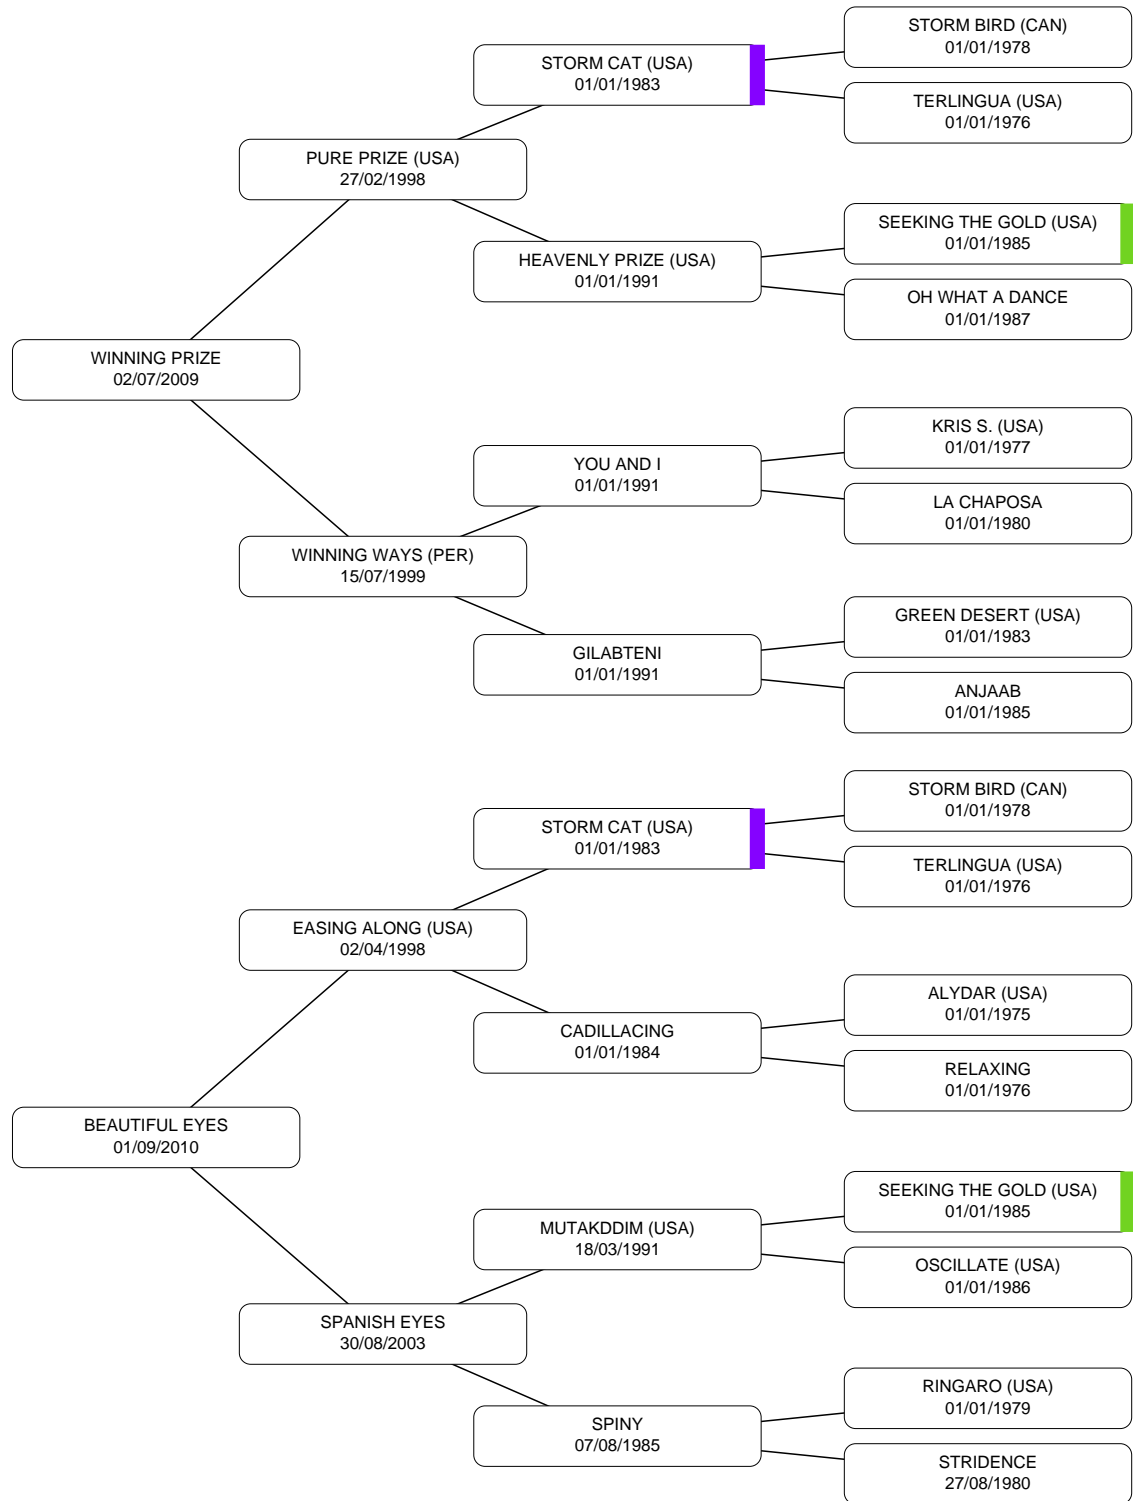 STORM BIRD (CAN)
01/01/1978
STORM CAT (USA)
01/01/1983
TERLINGUA (USA)
01/01/1976
PURE PRIZE (USA)
27/02/1998
SEEKING THE GOLD (USA)
01/01/1985
HEAVENLY PRIZE (USA)
01/01/1991
OH WHAT A DANCE
01/01/1987
WINNING PRIZE
02/07/2009
KRIS S. (USA)
01/01/1977
YOU AND I
01/01/1991
LA CHAPOSA
01/01/1980
WINNING WAYS (PER)
15/07/1999
GREEN DESERT (USA)
01/01/1983
GILABTENI
01/01/1991
ANJAAB
01/01/1985
STORM BIRD (CAN)
01/01/1978
STORM CAT (USA)
01/01/1983
TERLINGUA (USA)
01/01/1976
EASING ALONG (USA)
02/04/1998
ALYDAR (USA)
01/01/1975
CADILLACING
01/01/1984
RELAXING
01/01/1976
BEAUTIFUL EYES
01/09/2010
SEEKING THE GOLD (USA)
01/01/1985
MUTAKDDIM (USA)
18/03/1991
OSCILLATE (USA)
01/01/1986
SPANISH EYES
30/08/2003
RINGARO (USA)
01/01/1979
SPINY
07/08/1985
STRIDENCE
27/08/1980